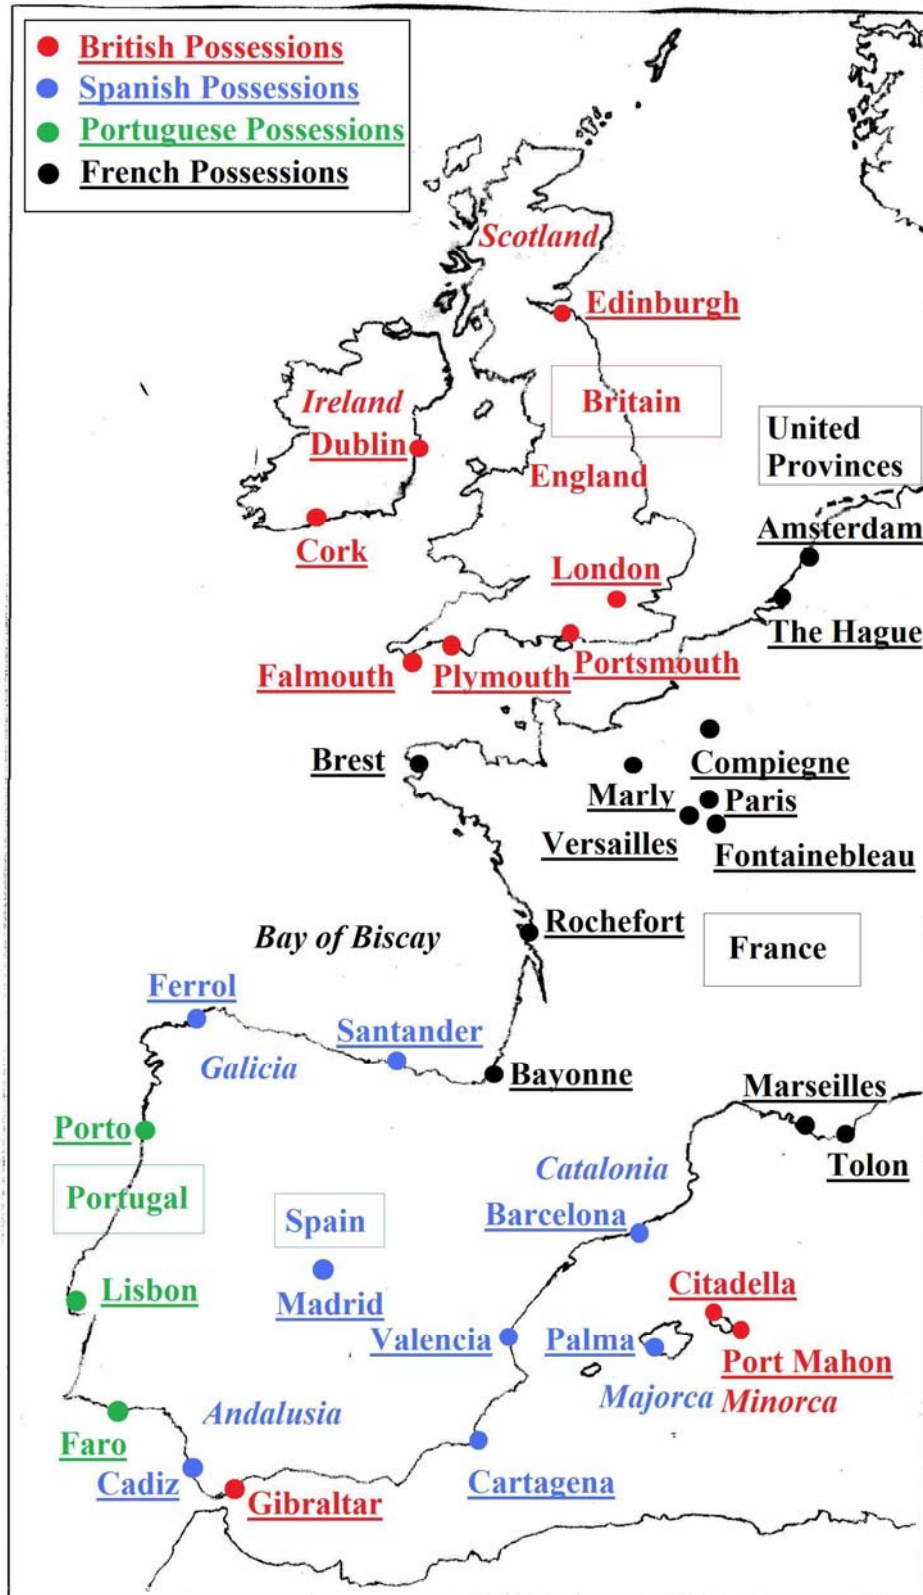 British Possessions
Spanish Possessions
Portuguese Possessions
French Possessions
Scotland
Edinburgh
Ireland
Britain
Dublin
United
Provinces
England
Amsterdam
Cork
London
The Hague
Falmouth
Plymouth
Portsmouth
Brest
Compiegne
Marly
Paris
Versailles
Fontainebleau
Rochefort
Bay of Biscay
France
Ferrol
Santander
Galicia
Bayonne
Marseilles
Porto
Tolon
Catalonia
Portugal
Spain
Barcelona
Lisbon
Madrid
Citadella
Valencia
Palma
Port Mahon
Majorca
Minorca
Andalusia
Faro
Cadiz
Cartagena
Gibraltar